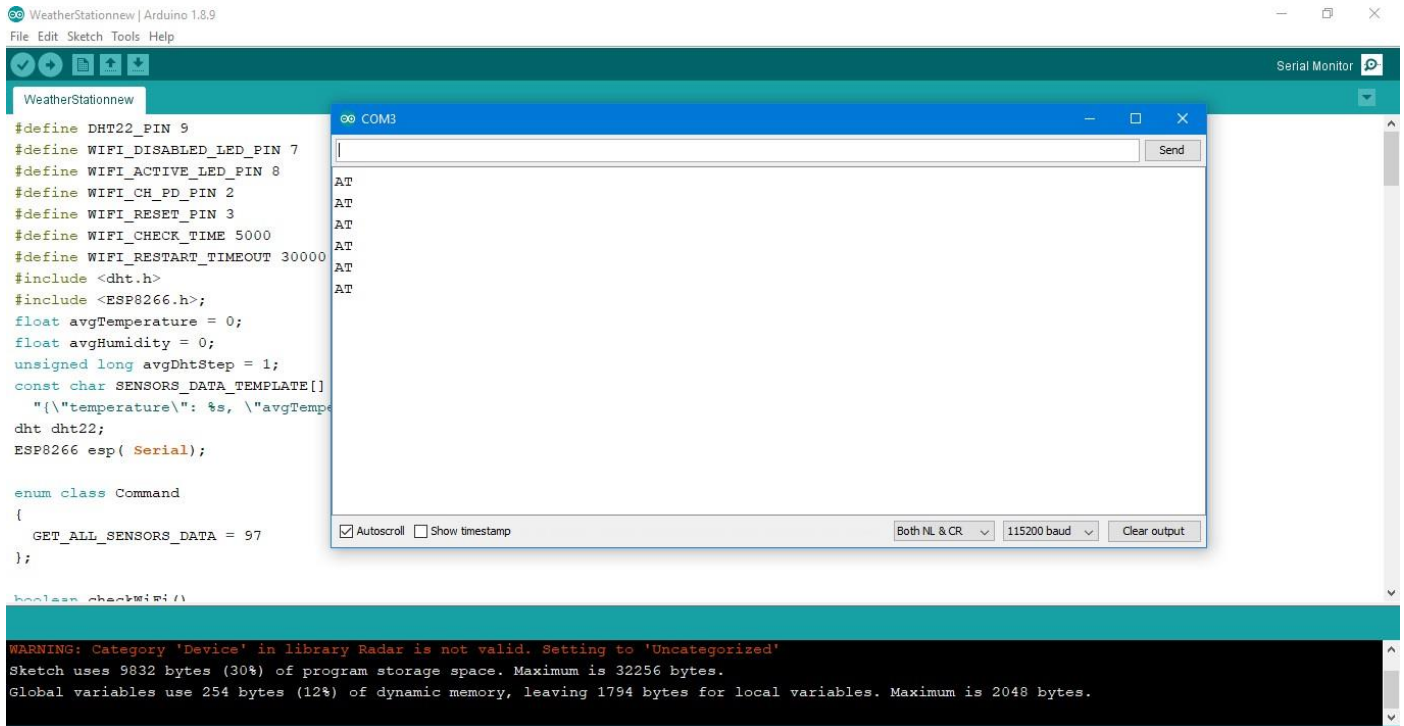 WeatherStationnew | Arduino 1.8.9
File Edit Sketch Tools Help
Serial Monitor
WeatherStationnew
#define DHT22_PIN 9
#define WIFI_DISABLED_LED_PIN 7
#define WIFI_ACTIVE_LED_PIN 8
#define WIFI_CH_PD_PIN 2
#define WIFI_RESET_PIN 3
#define WIFI_CHECK_TIME 5000
#define WIFI_RESTART_TIMEOUT 30000
#include <dht.h>
#include <ESP8266.h>;
float avgTemperature = 0;
float avgHumidity = 0;
unsigned long avgDhtStep = 1;
const char SENSORS_DATA_TEMPLATE[]
"{\"temperature\": %s, \"avgTempe
dht dht22;
ESP8266 esp( Serial);
enum class Command
{
GET_ALL_SENSORS_DATA = 97
};
boolean checkWiFi()
COM3
Send
AT
AT
AT
AT
AT
AT
Autoscroll Show timestamp Both NL & CR 115200 baud Clear output
WARNING: Category 'Device' in library Radar is not valid. Setting to 'Uncategorized'
Sketch uses 9832 bytes (30%) of program storage space. Maximum is 32256 bytes.
Global variables use 254 bytes (12%) of dynamic memory, leaving 1794 bytes for local variables. Maximum is 2048 bytes.